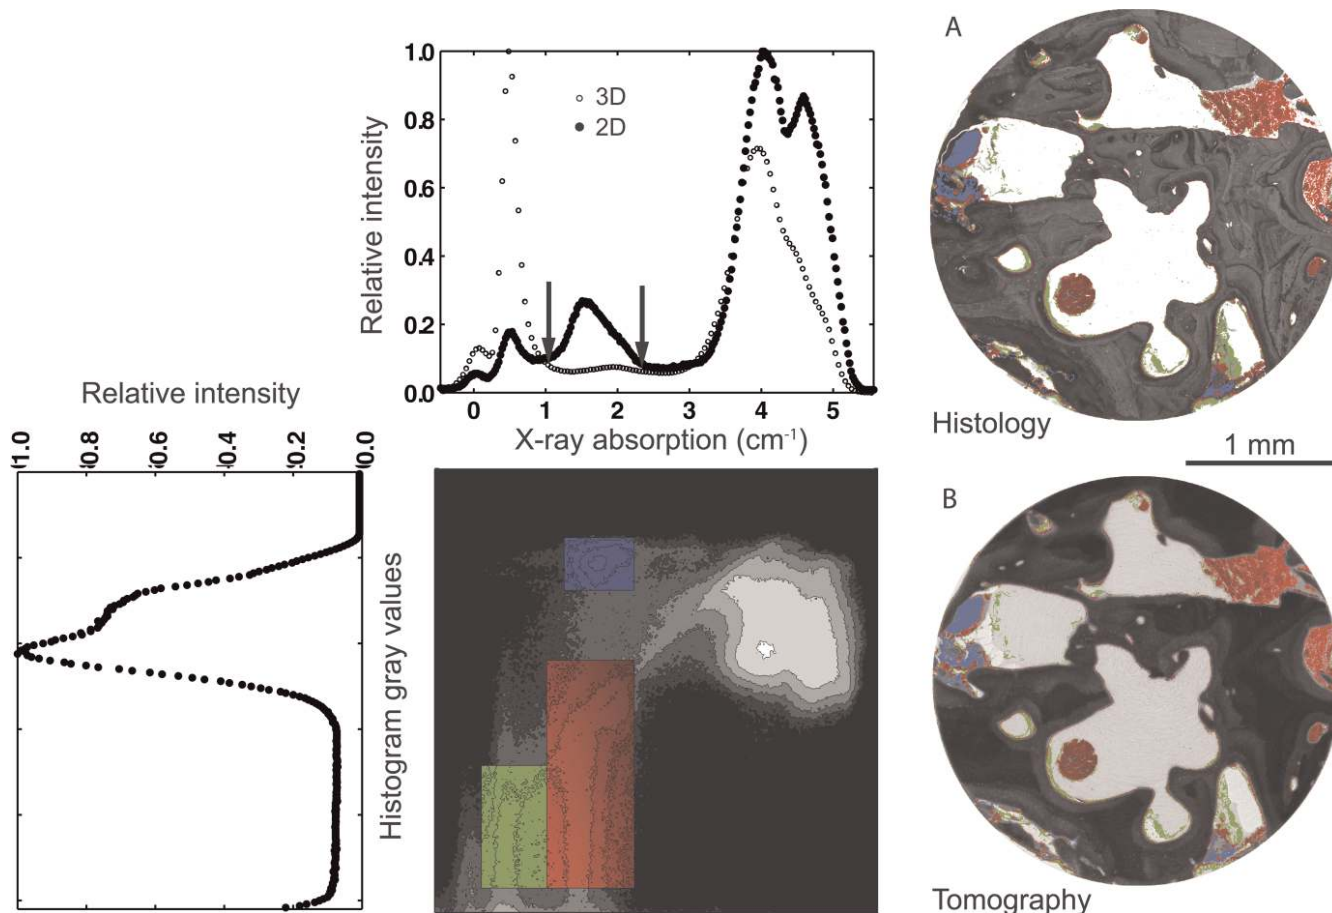 A
1.0
0.8
0.6
0.4
0.2
0.0
3D
2D
Relative intensity
0 1 2 3 4 5
X-ray absorption (cm⁻¹)
Histology
1 mm
Relative intensity
1.0 0.8 0.6 0.4 0.2 0.0
Histogram gray values
B
Tomography